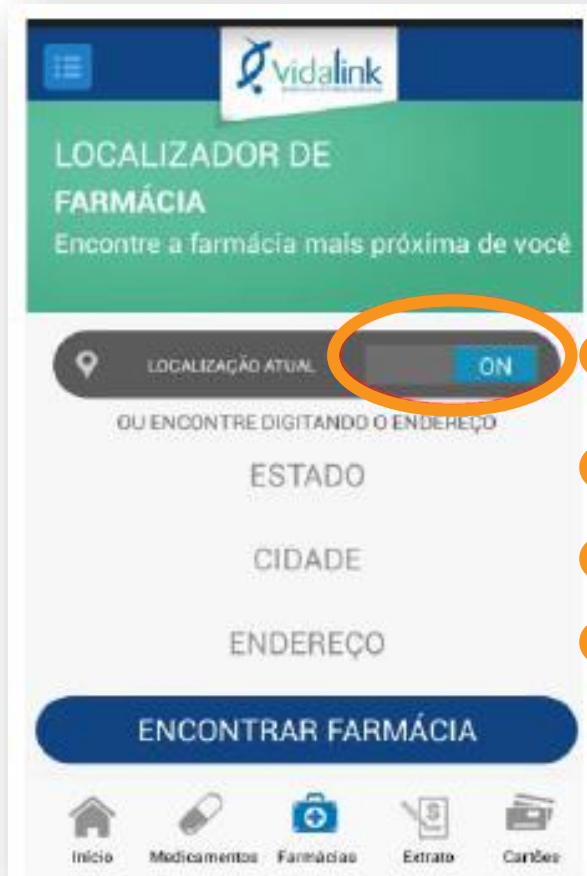 vidalink
LOCALIZADOR DE
FARMÁCIA
Encontre a farmácia mais próxima de você
LOCALIZAÇÃO ATUAL ON
OU ENCONTRE DIGITANDO O ENDEREÇO
ESTADO
CIDADE
ENDEREÇO
ENCONTRAR FARMÁCIA
Início Medicamentos Farmácias Extrato Cartões